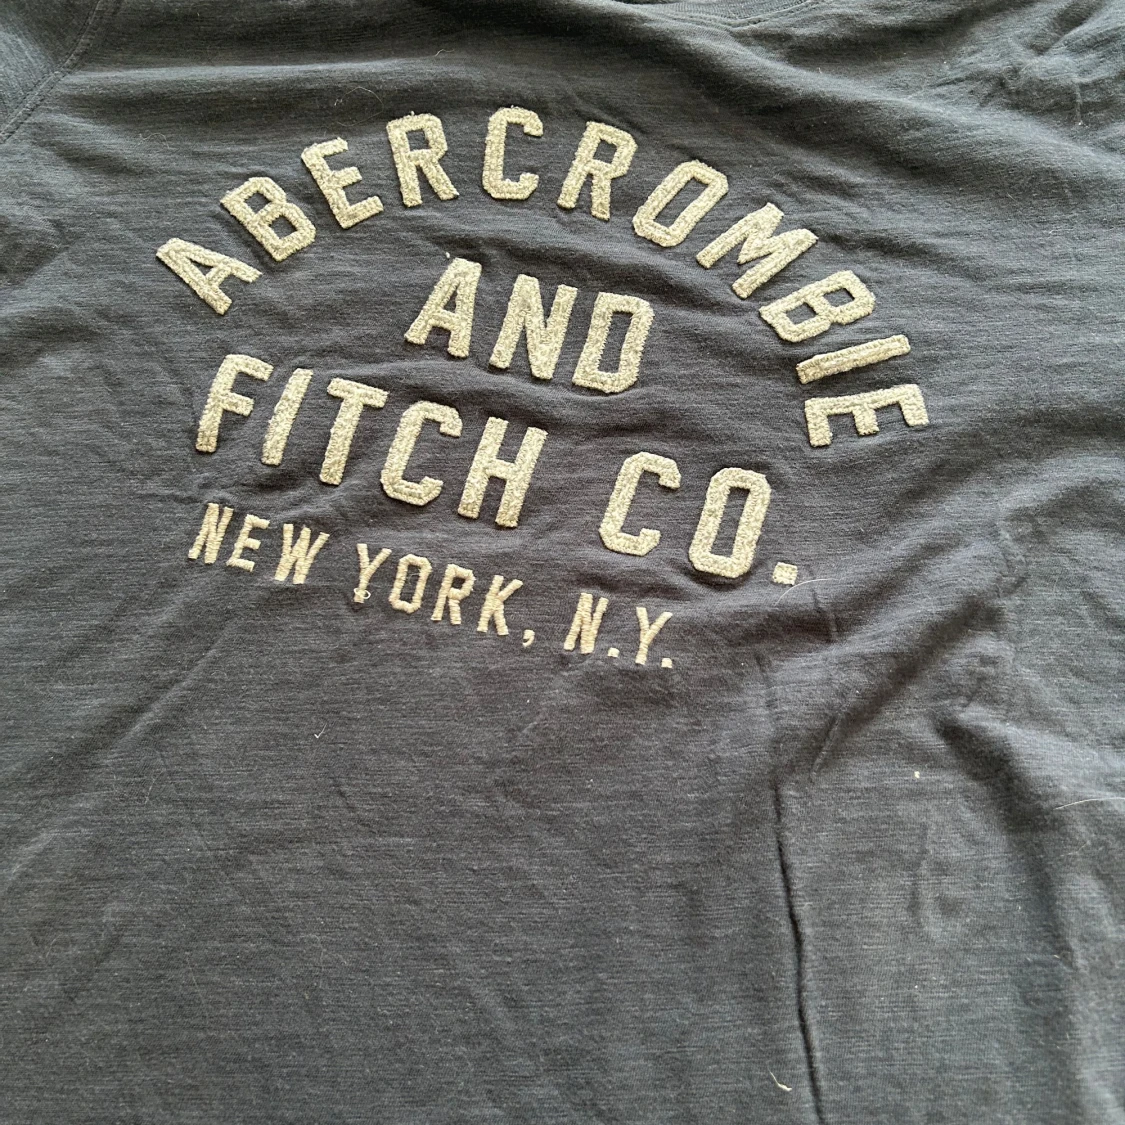 ABERCROMBIE
AND
FITCH CO.
NEW YORK, N.Y.